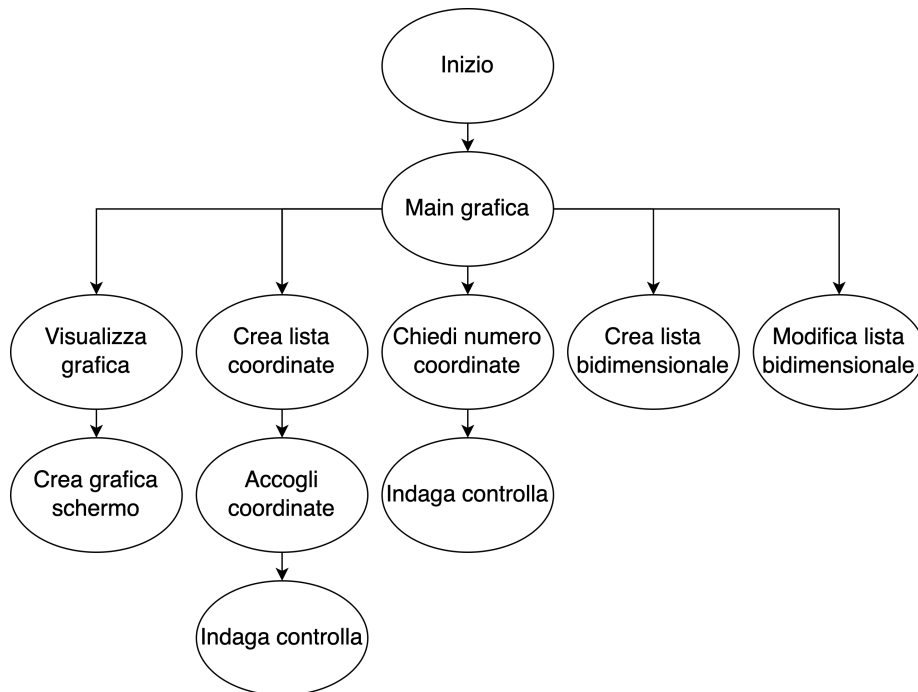 Inizio
Main grafica
Visualizza
grafica
Crea lista
coordinate
Chiedi numero
coordinate
Crea lista
bidimensionale
Modifica lista
bidimensionale
Crea grafica
schermo
Accogli
coordinate
Indaga controlla
Indaga controlla